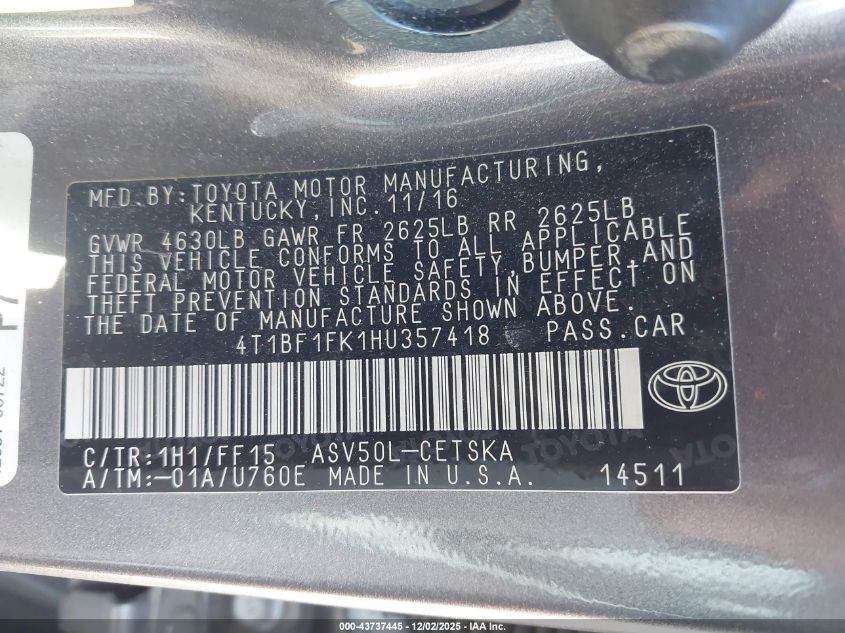 MFD.BY:TOYOTA MOTOR MANUFACTURING,
KENTUCKY, INC. 11/16
GVWR 4630LB GAWR FR 2625LB RR 2625LB
THIS VEHICLE CONFORMS TO ALL APPLICABLE
FEDERAL MOTOR VEHICLE SAFETY, BUMPER, AND
THEFT PREVENTION STANDARDS IN EFFECT ON
THE DATE OF MANUFACTURE SHOWN ABOVE.
4T1BF1FK1HU357418 PASS.CAR
C/TR:1H1/FF15 ASV50L-CETSKA
A/TM:-01A/U760E MADE IN U.S.A. 14511
000-43737445 - 12/02/2025 - IAA Inc.